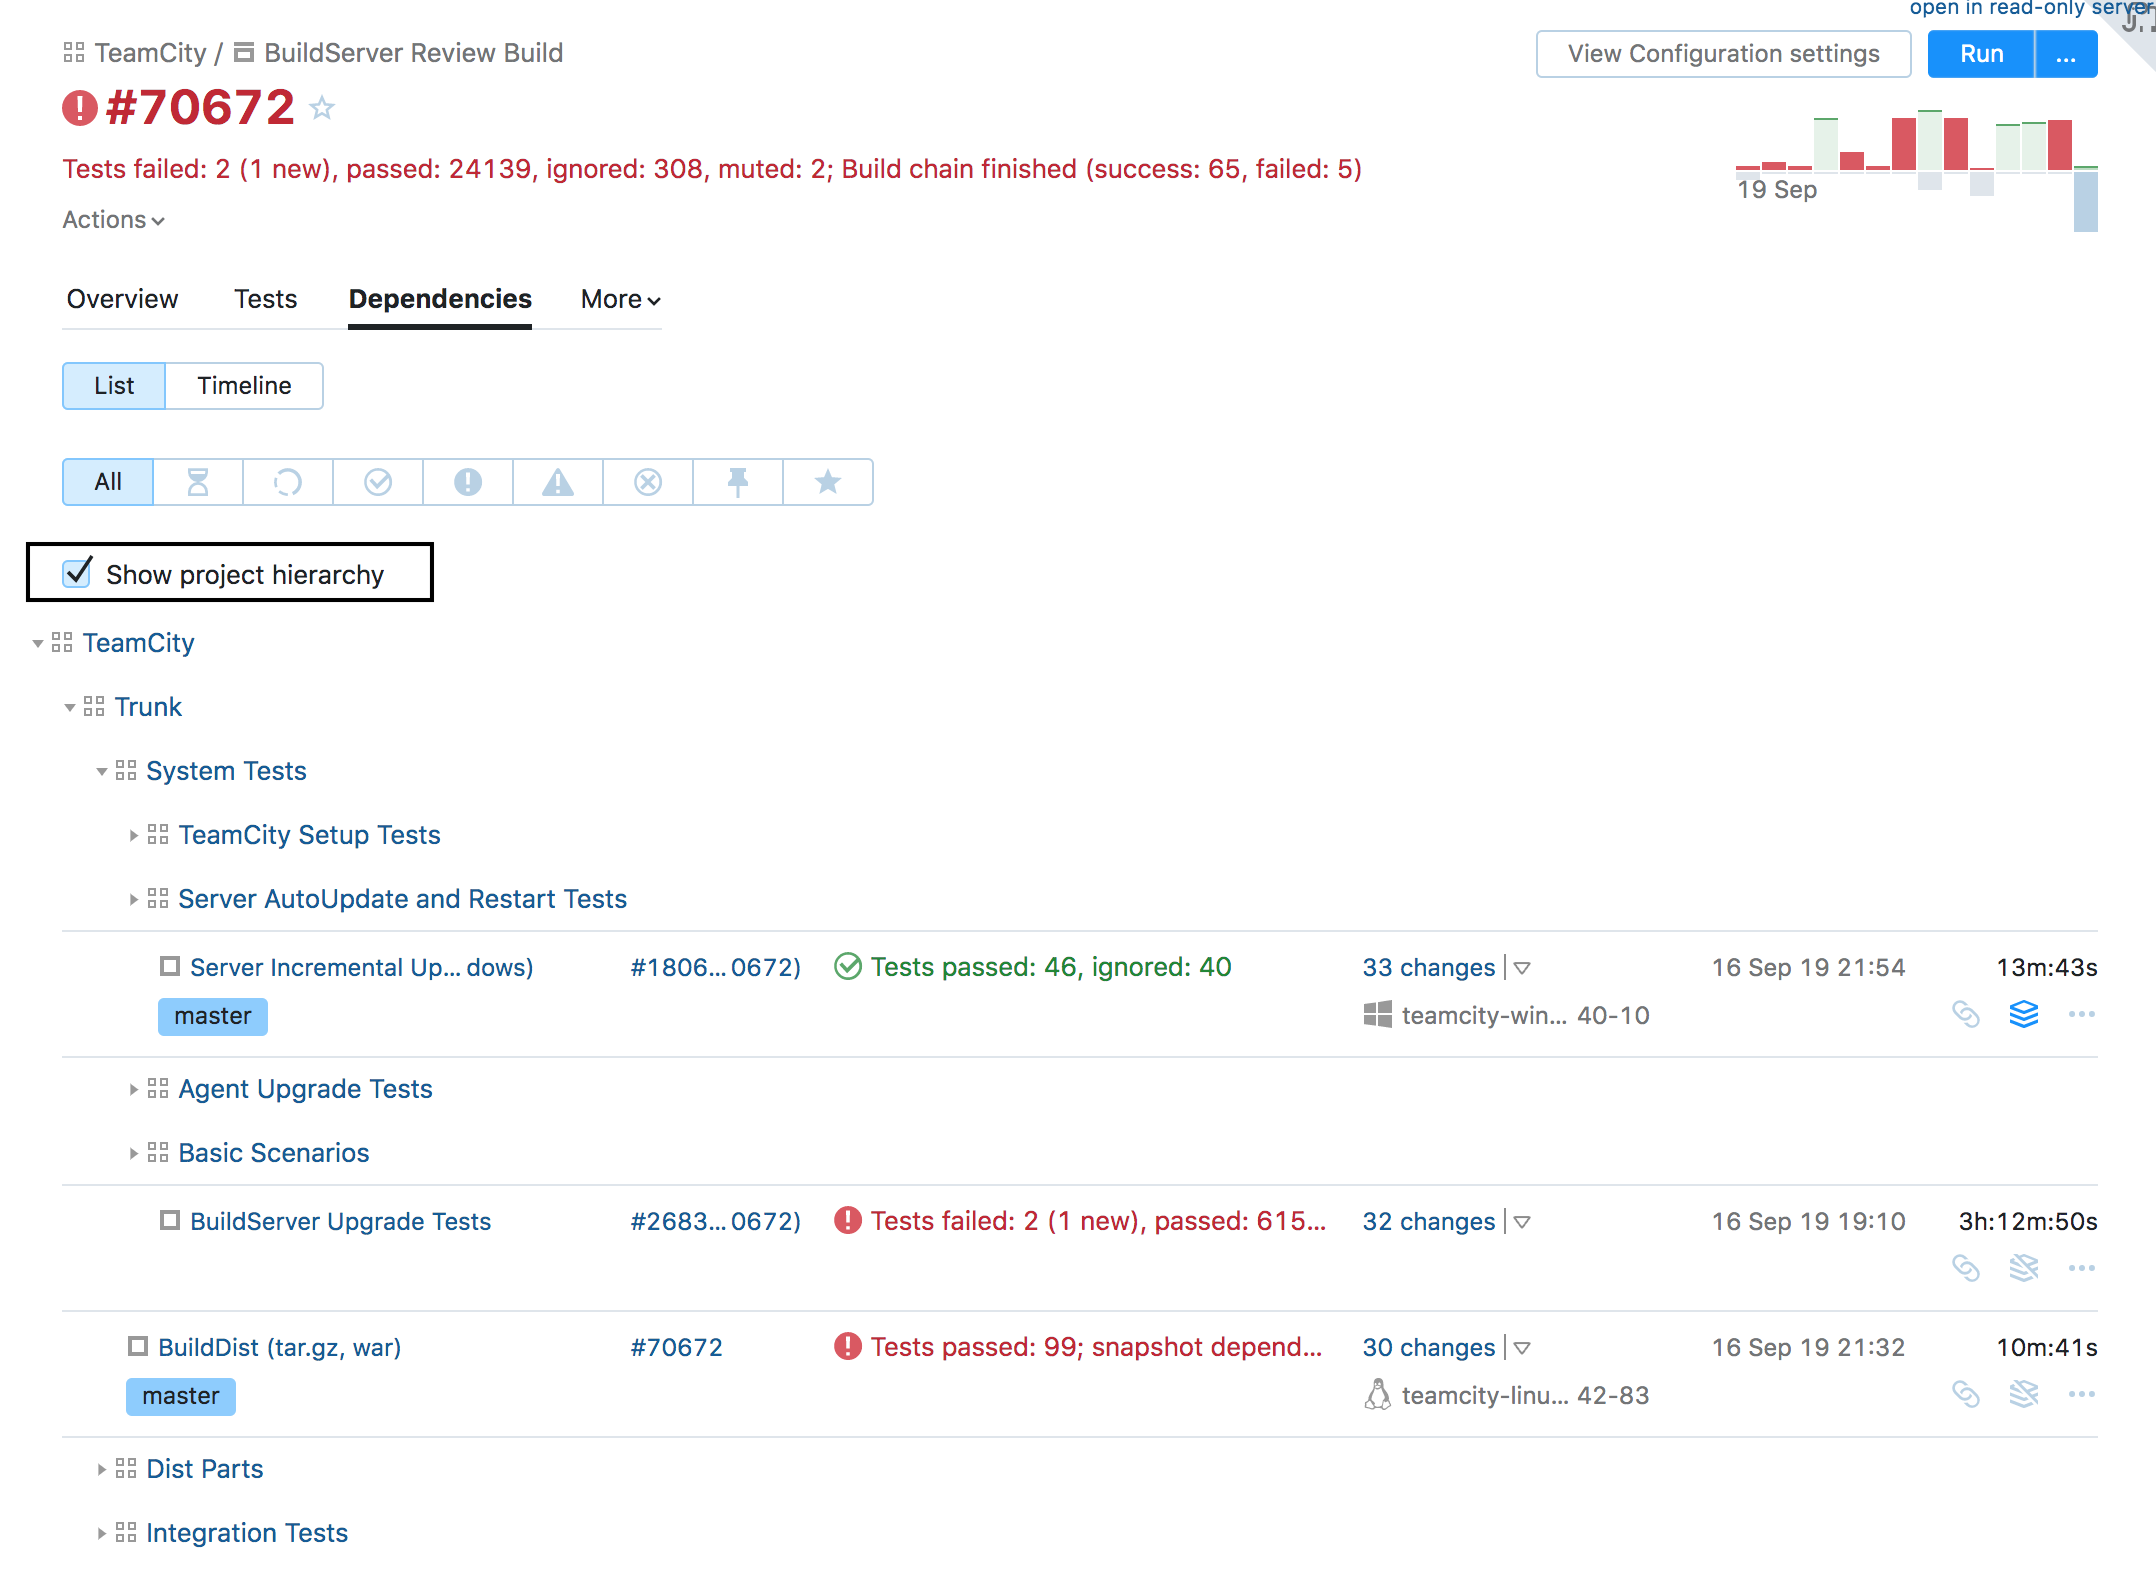 open in read-only server
TeamCity / BuildServer Review Build
View Configuration settings
Run
...
#70672
Tests failed: 2 (1 new), passed: 24139, ignored: 308, muted: 2; Build chain finished (success: 65, failed: 5)
19 Sep
Actions
Overview Tests Dependencies More
List Timeline
All
Show project hierarchy
TeamCity
Trunk
System Tests
TeamCity Setup Tests
Server AutoUpdate and Restart Tests
Server Incremental Up... dows) #1806... 0672) Tests passed: 46, ignored: 40 33 changes 16 Sep 19 21:54 13m:43s
master teamcity-win... 40-10
Agent Upgrade Tests
Basic Scenarios
BuildServer Upgrade Tests #2683... 0672) Tests failed: 2 (1 new), passed: 615... 32 changes 16 Sep 19 19:10 3h:12m:50s
BuildDist (tar.gz, war) #70672 Tests passed: 99; snapshot depend... 30 changes 16 Sep 19 21:32 10m:41s
master teamcity-linu... 42-83
Dist Parts
Integration Tests